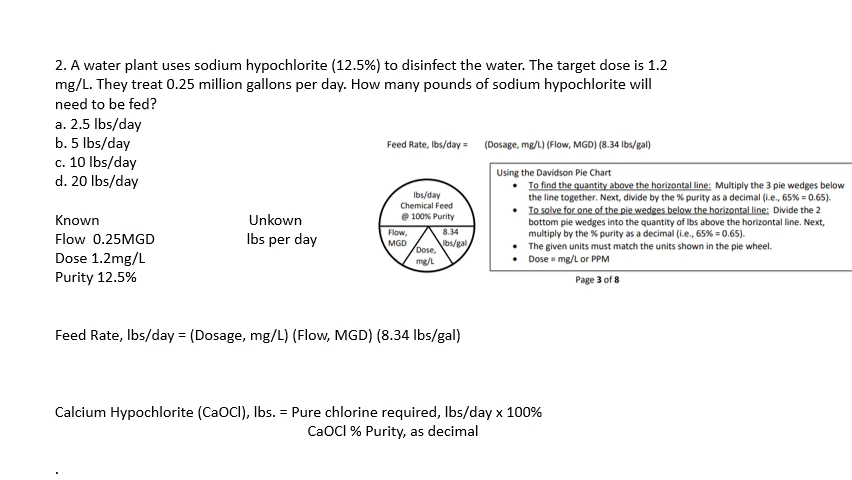 2. A water plant uses sodium hypochlorite (12.5%) to disinfect the water. The target dose is 1.2
mg/L. They treat 0.25 million gallons per day. How many pounds of sodium hypochlorite will
need to be fed?
a. 2.5 lbs/day
b. 5 lbs/day
c. 10 lbs/day
d. 20 lbs/day
Feed Rate, lbs/day = (Dosage, mg/L) (Flow, MGD) (8.34 lbs/gal)
Using the Davidson Pie Chart
• To find the quantity above the horizontal line: Multiply the 3 pie wedges below
the line together. Next, divide by the % purity as a decimal (i.e., 65% = 0.65).
• To solve for one of the pie wedges below the horizontal line: Divide the 2
bottom pie wedges into the quantity of lbs above the horizontal line. Next,
multiply by the % purity as a decimal (i.e., 65% = 0.65).
• The given units must match the units shown in the pie wheel.
• Dose = mg/L or PPM
lbs/day
Chemical Feed
@ 100% Purity
Flow,
MGD
Dose,
mg/L
8.34
lbs/gal
Page 3 of 8
Known Unkown
Flow 0.25MGD lbs per day
Dose 1.2mg/L
Purity 12.5%
Feed Rate, lbs/day = (Dosage, mg/L) (Flow, MGD) (8.34 lbs/gal)
Calcium Hypochlorite (CaOCl), lbs. = Pure chlorine required, lbs/day x 100%
CaOCl % Purity, as decimal
.